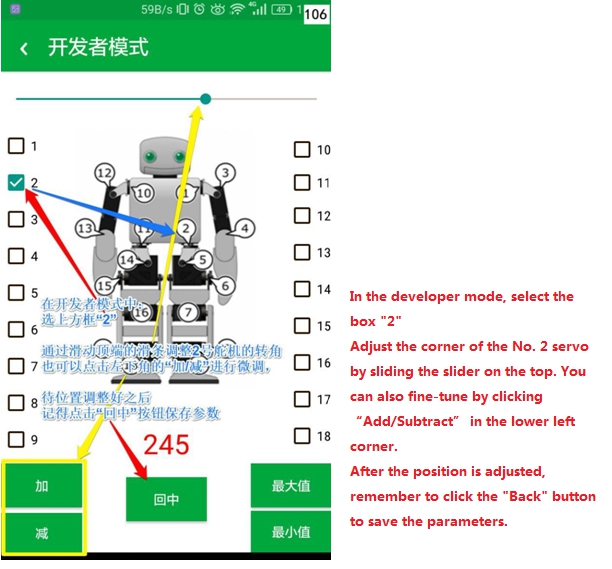 59B/s 4G 49 1
106
开发者模式
1
2
3
4
5
6
7
8
9
10
11
12
13
14
15
16
17
18
12
3
10
1
11
2
13
4
14
5
15
6
16
7
在开发者模式中,
选上方框“2”
通过滑动顶端的滑条调整2号舵机的转角
也可以点击左下角的“加/减”进行微调,
待位置调整好之后
记得点击“回中”按钮保存参数
245
加
减
回中
最大值
最小值
In the developer mode, select the
box "2"
Adjust the corner of the No. 2 servo
by sliding the slider on the top. You
can also fine-tune by clicking
“Add/Subtract” in the lower left
corner.
After the position is adjusted,
remember to click the "Back" button
to save the parameters.